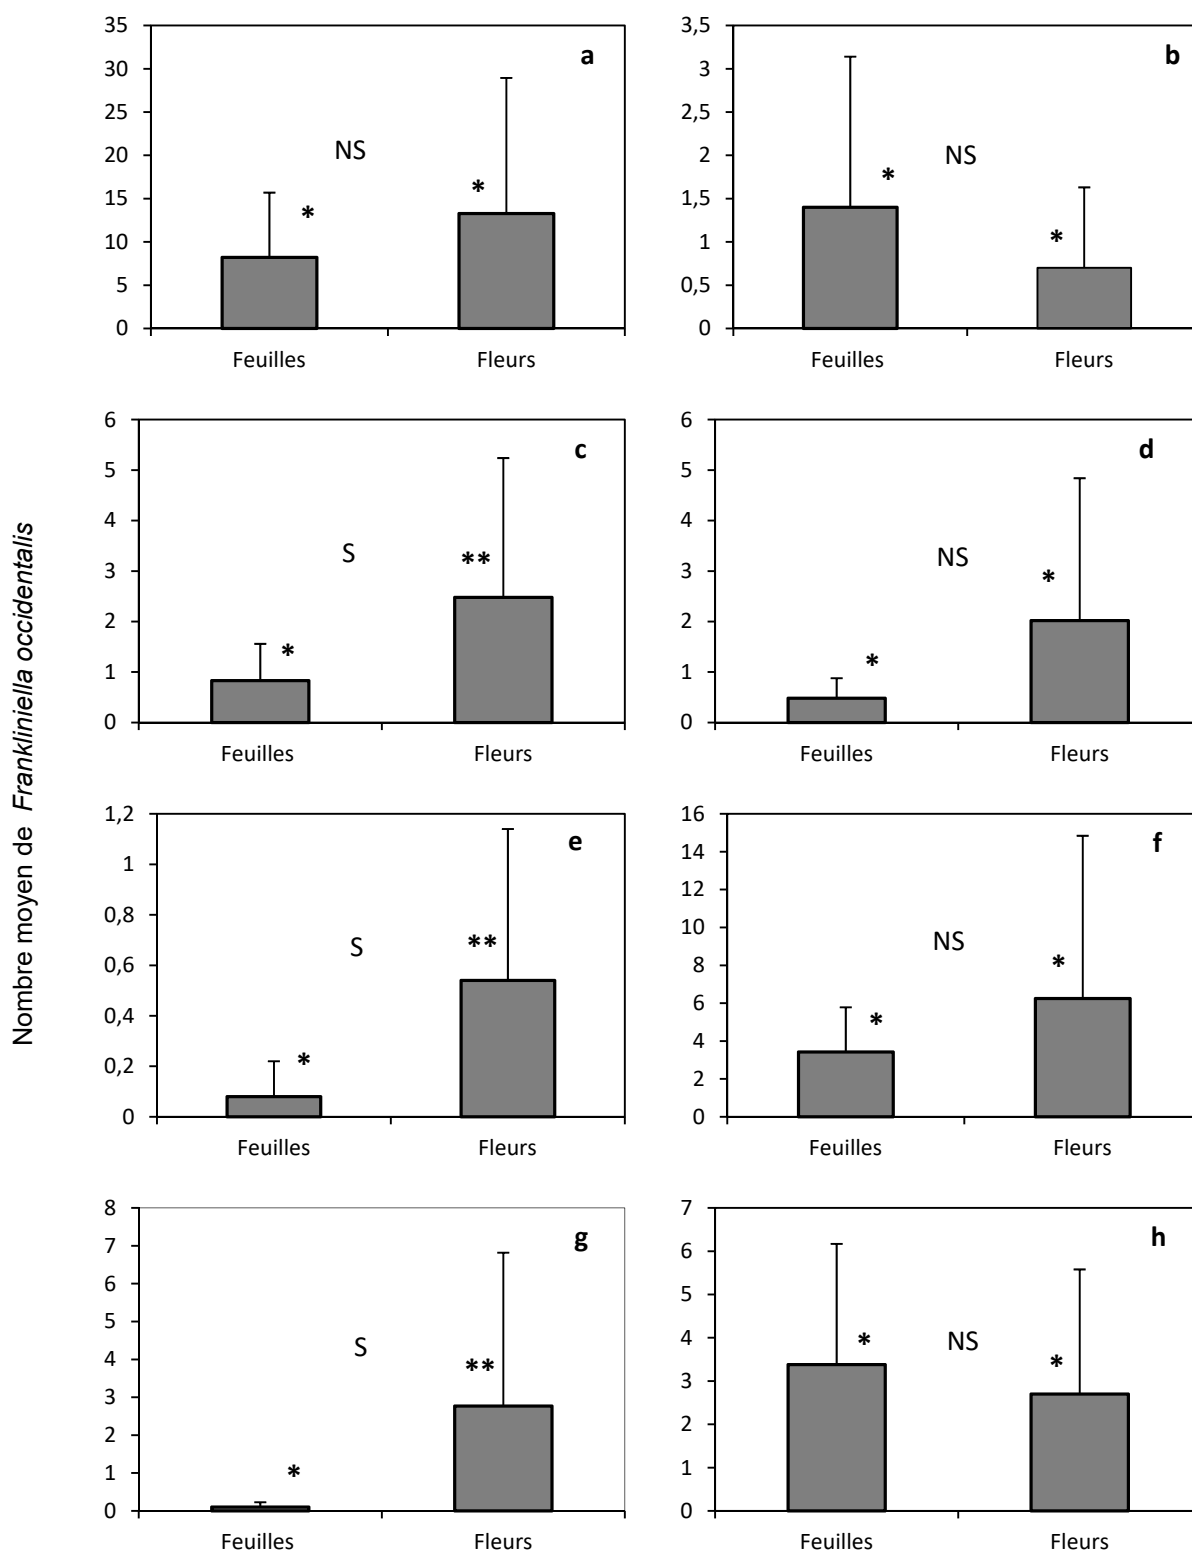 Nombre moyen de Frankliniella occidentalis
35
30
25
20
15
10
5
0
a
NS
*
*
Feuilles
Fleurs
3,5
3
2,5
2
1,5
1
0,5
0
b
NS
*
*
Feuilles
Fleurs
6
5
4
3
2
1
0
c
S
**
*
Feuilles
Fleurs
6
5
4
3
2
1
0
d
NS
*
*
Feuilles
Fleurs
1,2
1
0,8
0,6
0,4
0,2
0
e
S
**
*
Feuilles
Fleurs
16
14
12
10
8
6
4
2
0
f
NS
*
*
Feuilles
Fleurs
8
7
6
5
4
3
2
1
0
g
S
**
*
Feuilles
Fleurs
7
6
5
4
3
2
1
0
h
NS
*
*
Feuilles
Fleurs